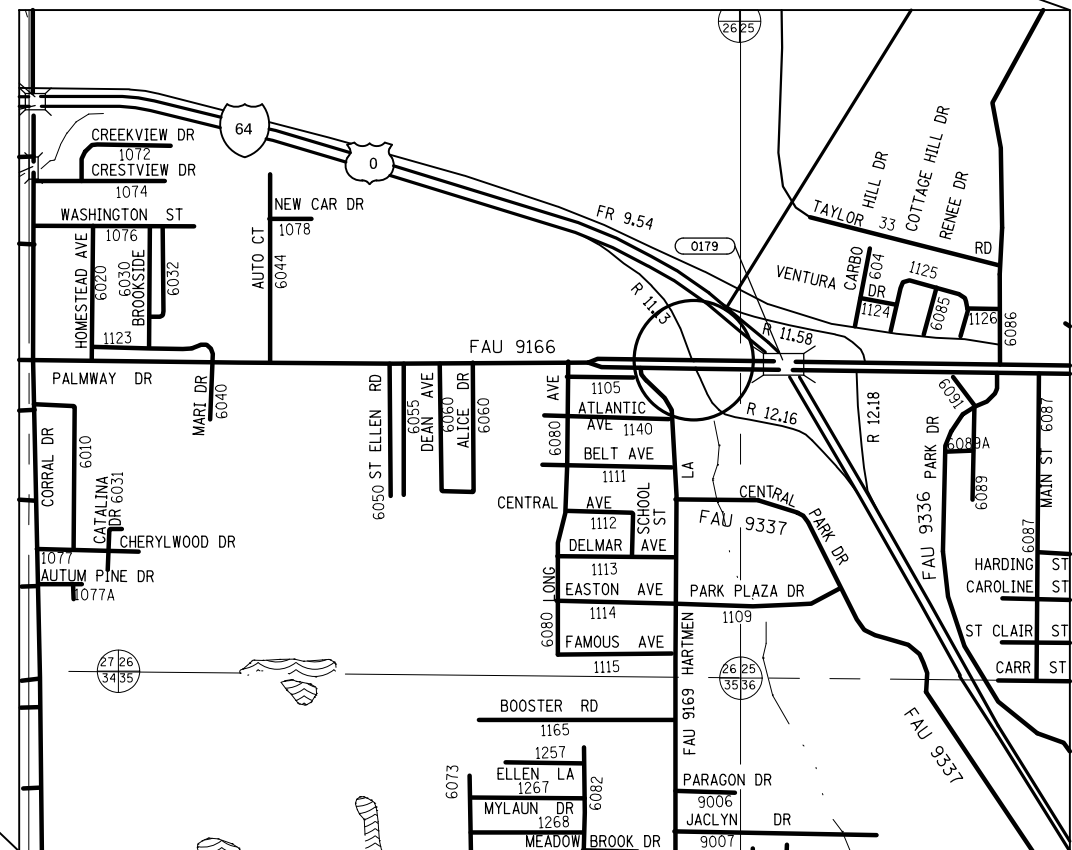 26 25
64
0
CREEKVIEW DR
1072
CRESTVIEW DR
1074
WASHINGTON ST
1076
NEW CAR DR
1078
HOMESTEAD AVE
6020
6030
BROOKSIDE
6032
AUTO CT
6044
1123
PALMWAY DR
MARI DR
6040
FAU 9166
FR 9.54
0179
R 11.13
R 11.58
R 12.16
R 12.18
TAYLOR 33
HILL DR
COTTAGE HILL DR
RENEE DR
RD
VENTURA
DR
CARBO
604
1125
1124
6085
1126
6086
CORRAL DR
6010
CATALINA
DR 6031
CHERYLWOOD DR
1077
AUTUM PINE DR
1077A
ST ELLEN RD
6050
6055
DEAN AVE
6060
ALICE DR
6060
AVE
6080
1105
ATLANTIC
AVE 1140
BELT AVE
1111
CENTRAL AVE
1112
SCHOOL
ST
DELMAR AVE
1113
EASTON AVE
1114
FAMOUS AVE
1115
6080 LONG
LA
CENTRAL
PARK DR
FAU 9337
PARK PLAZA DR
1109
FAU 9169 HARTMEN
6091
PARK DR
6089A
6089
FAU 9336
MAIN ST 6087
6087
HARDING ST
CAROLINE ST
ST CLAIR ST
CARR ST
27 26
34 35
26 25
35 36
BOOSTER RD
1165
1257
ELLEN LA
1267
MYLAUN DR
1268
MEADOW BROOK DR
6073
6082
PARAGON DR
9006
JACLYN DR
9007
FAU 9337